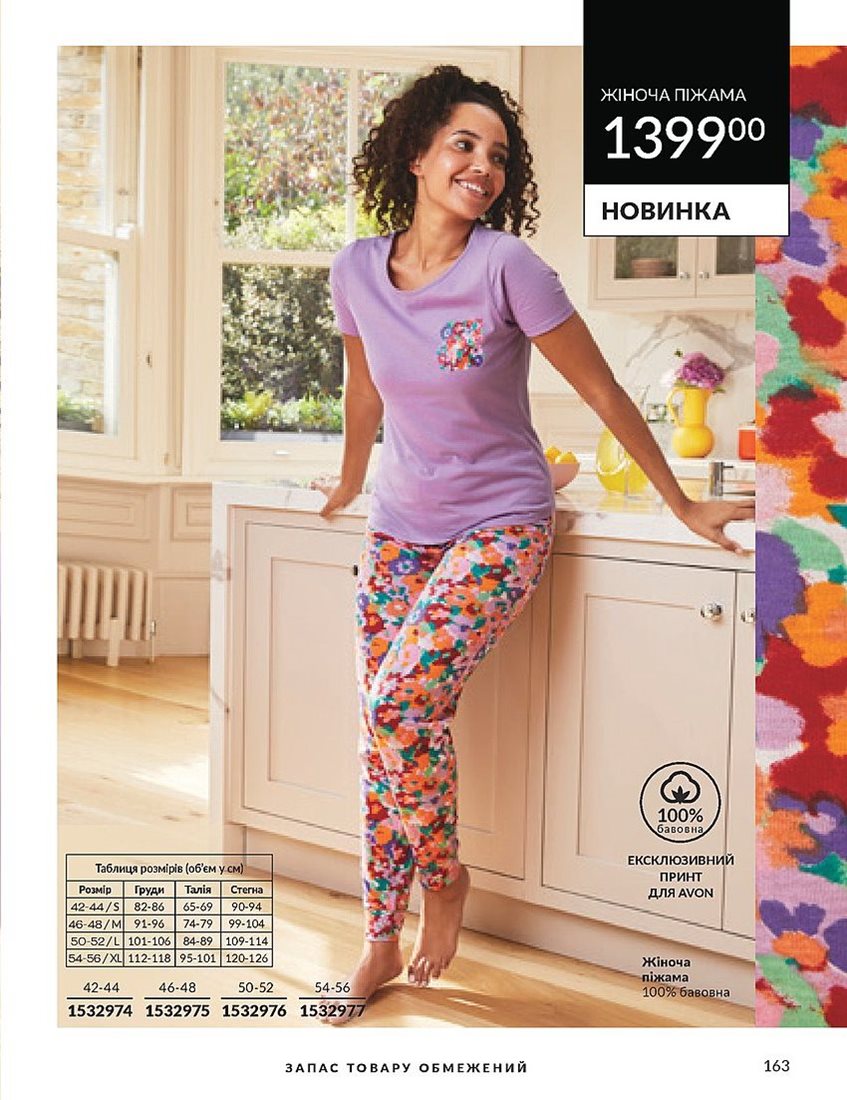 ЖІНОЧА ПІЖАМА
1399⁰⁰
НОВИНКА
100%
бавовна
ЕКСКЛЮЗИВНИЙ
ПРИНТ
ДЛЯ AVON
Таблиця розмірів (об'єм у см)
Розмір Груди Талія Стегна
42-44 / S 82-86 65-69 90-94
46-48 / M 91-96 74-79 99-104
50-52 / L 101-106 84-89 109-114
54-56 / XL 112-118 95-101 120-126
Жіноча
піжама
100% бавовна
42-44 46-48 50-52 54-56
1532974 1532975 1532976 1532977
ЗАПАС ТОВАРУ ОБМЕЖЕНИЙ
163